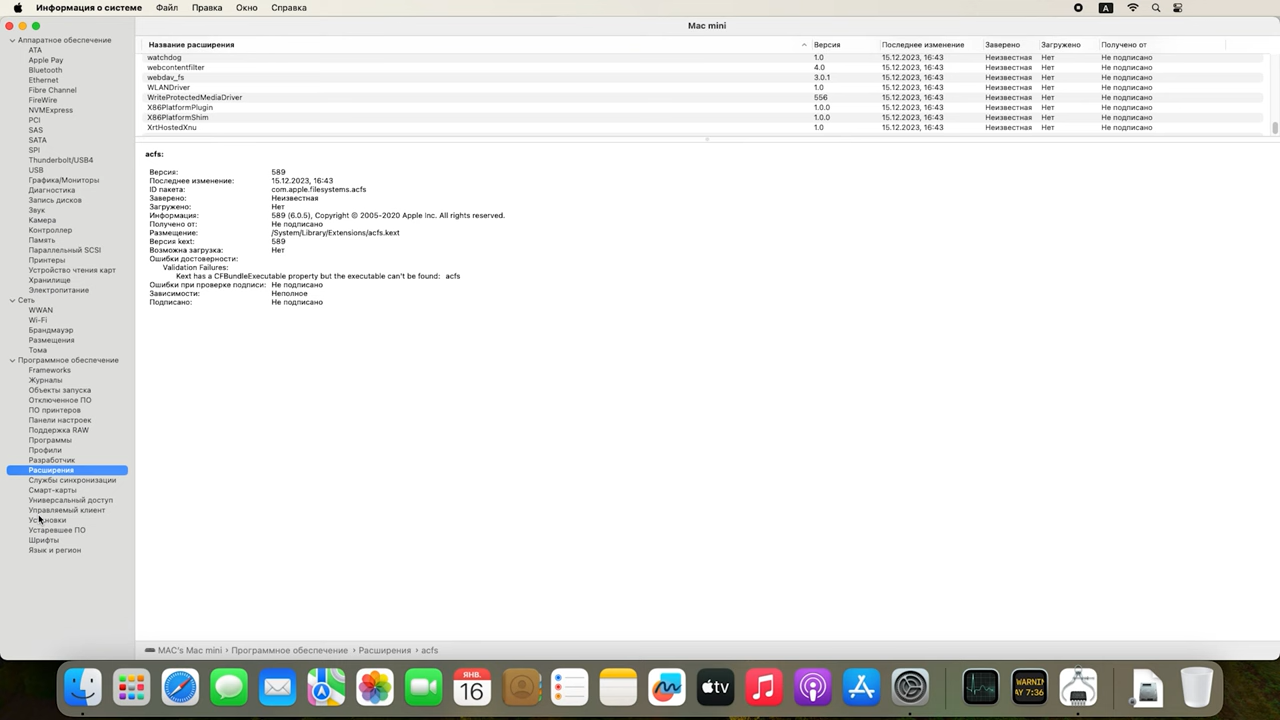 Информация о системе Файл Правка Окно Справка A
Mac mini
Аппаратное обеспечение
ATA
Apple Pay
Bluetooth
Ethernet
Fibre Channel
FireWire
NVMExpress
PCI
SAS
SATA
SPI
Thunderbolt/USB4
USB
Графика/Мониторы
Диагностика
Запись дисков
Звук
Камера
Контроллер
Память
Параллельный SCSI
Принтеры
Устройство чтения карт
Хранилище
Электропитание
Сеть
WWAN
Wi-Fi
Брандмауэр
Размещения
Тома
Программное обеспечение
Frameworks
Журналы
Объекты запуска
Отключенное ПО
ПО принтеров
Панели настроек
Поддержка RAW
Программы
Профили
Разработчик
Расширения
Службы синхронизации
Смарт-карты
Универсальный доступ
Управляемый клиент
Установки
Устаревшее ПО
Шрифты
Язык и регион
Название расширения Версия Последнее изменение Заверено Загружено Получено от
watchdog 1.0 15.12.2023, 16:43 Неизвестная Нет Не подписано
webcontentfilter 4.0 15.12.2023, 16:43 Неизвестная Нет Не подписано
webdav_fs 3.0.1 15.12.2023, 16:43 Неизвестная Нет Не подписано
WLANDriver 1.0 15.12.2023, 16:43 Неизвестная Нет Не подписано
WriteProtectedMediaDriver 556 15.12.2023, 16:43 Неизвестная Нет Не подписано
X86PlatformPlugin 1.0.0 15.12.2023, 16:43 Неизвестная Нет Не подписано
X86PlatformShim 1.0.0 15.12.2023, 16:43 Неизвестная Нет Не подписано
XrtHostedXnu 1.0 15.12.2023, 16:43 Неизвестная Нет Не подписано
acfs:
Версия: 589
Последнее изменение: 15.12.2023, 16:43
ID пакета: com.apple.filesystems.acfs
Заверено: Неизвестная
Загружено: Нет
Информация: 589 (6.0.5), Copyright © 2005-2020 Apple Inc. All rights reserved.
Получено от: Не подписано
Размещение: /System/Library/Extensions/acfs.kext
Версия kext: 589
Возможна загрузка: Нет
Ошибки достоверности:
Validation Failures:
Kext has a CFBundleExecutable property but the executable can't be found: acfs
Ошибки при проверке подписи: Не подписано
Зависимости: Неполное
Подписано: Не подписано
MAC's Mac mini › Программное обеспечение › Расширения › acfs
ЯНВ.
16
tv
WARNIN
AY 7:36